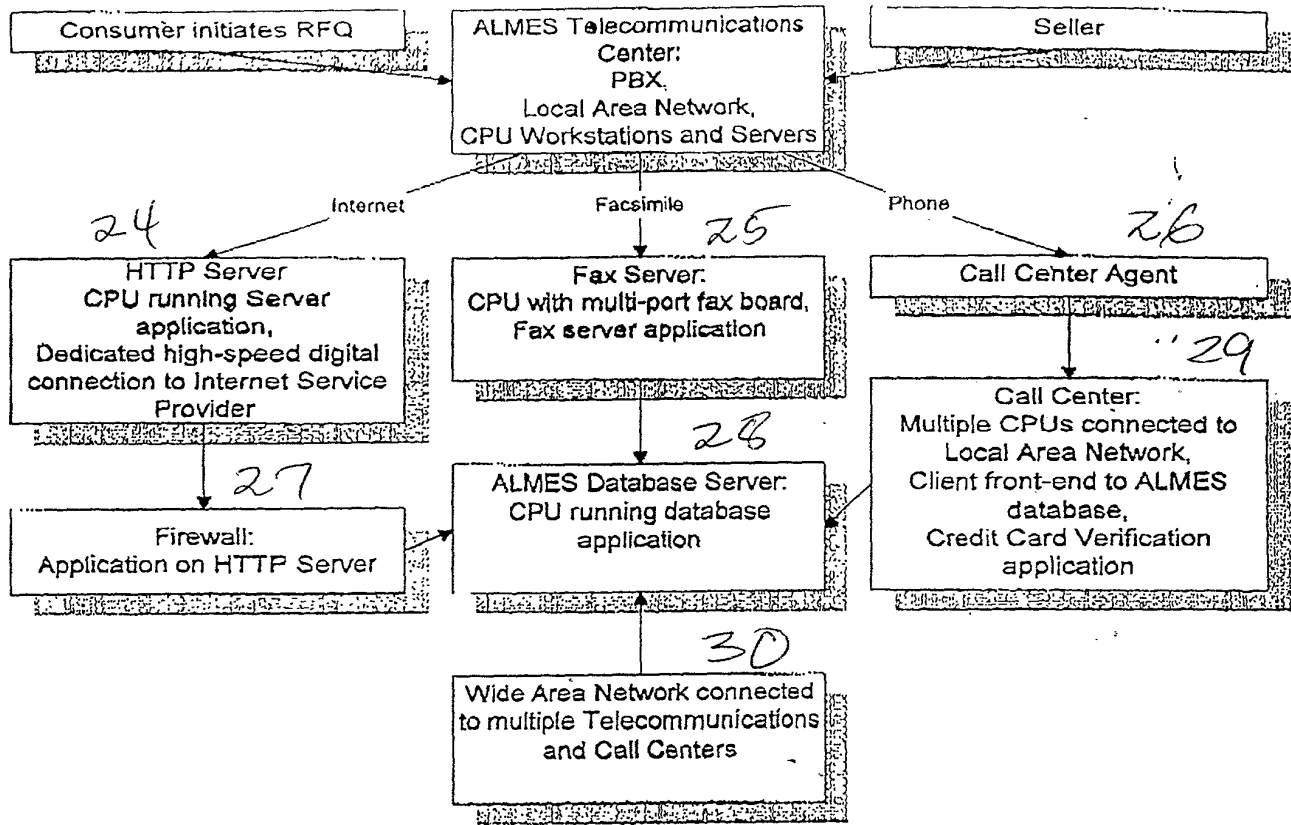 Consumer initiates RFQ
ALMES Telecommunications
Center:
PBX,
Local Area Network,
CPU Workstations and Servers
Seller
Internet
Facsimile
Phone
24
25
26
HTTP Server
CPU running Server
application,
Dedicated high-speed digital
connection to Internet Service
Provider
Fax Server:
CPU with multi-port fax board,
Fax server application
Call Center Agent
29
Call Center:
Multiple CPUs connected to
Local Area Network,
Client front-end to ALMES
database,
Credit Card Verification
application
27
28
Firewall:
Application on HTTP Server
ALMES Database Server:
CPU running database
application
30
Wide Area Network connected
to multiple Telecommunications
and Call Centers